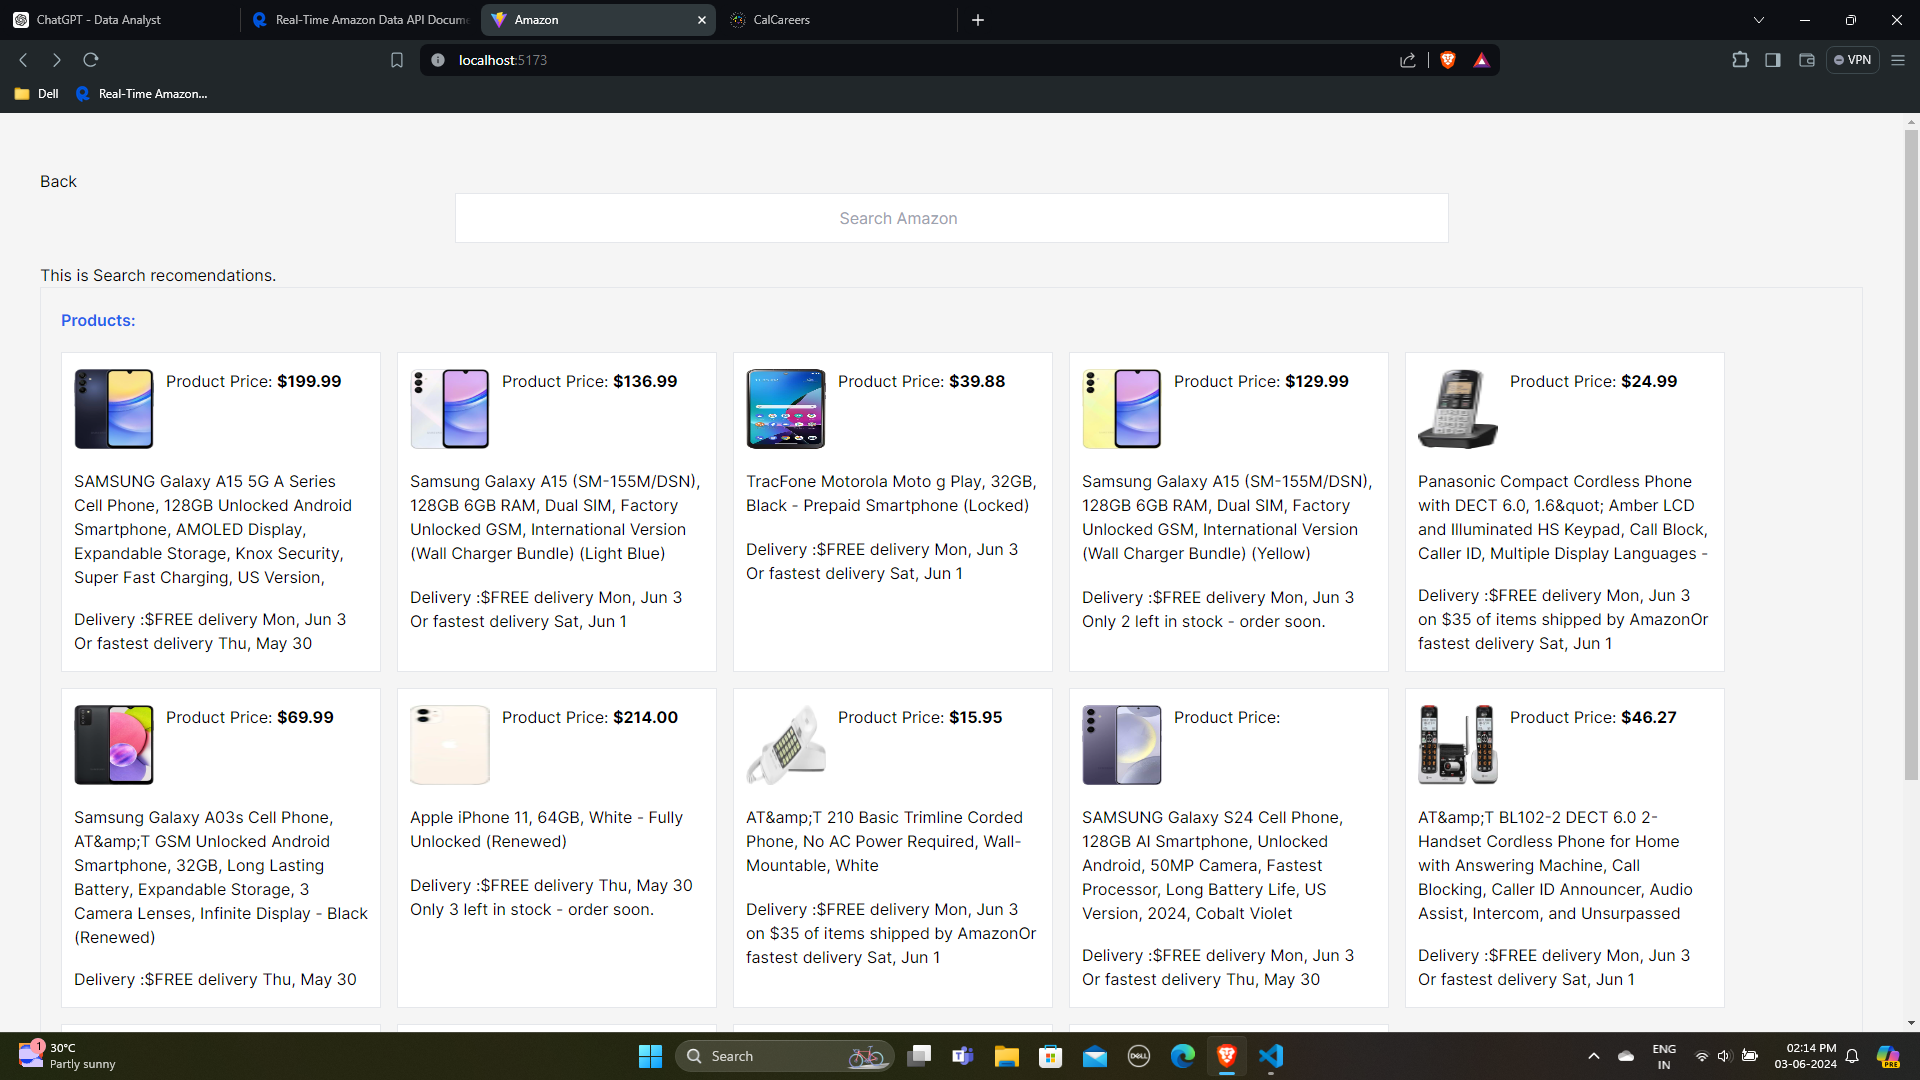 ChatGPT - Data Analyst
Real-Time Amazon Data API Docume
Amazon
CalCareers
localhost:5173
VPN
Dell
Real-Time Amazon...
Back
Search Amazon
This is Search recomendations.
Products:
Product Price: $199.99
SAMSUNG Galaxy A15 5G A Series
Cell Phone, 128GB Unlocked Android
Smartphone, AMOLED Display,
Expandable Storage, Knox Security,
Super Fast Charging, US Version,
Delivery :$FREE delivery Mon, Jun 3
Or fastest delivery Thu, May 30
Product Price: $136.99
Samsung Galaxy A15 (SM-155M/DSN),
128GB 6GB RAM, Dual SIM, Factory
Unlocked GSM, International Version
(Wall Charger Bundle) (Light Blue)
Delivery :$FREE delivery Mon, Jun 3
Or fastest delivery Sat, Jun 1
Product Price: $39.88
TracFone Motorola Moto g Play, 32GB,
Black - Prepaid Smartphone (Locked)
Delivery :$FREE delivery Mon, Jun 3
Or fastest delivery Sat, Jun 1
Product Price: $129.99
Samsung Galaxy A15 (SM-155M/DSN),
128GB 6GB RAM, Dual SIM, Factory
Unlocked GSM, International Version
(Wall Charger Bundle) (Yellow)
Delivery :$FREE delivery Mon, Jun 3
Only 2 left in stock - order soon.
Product Price: $24.99
Panasonic Compact Cordless Phone
with DECT 6.0, 1.6&quot; Amber LCD
and Illuminated HS Keypad, Call Block,
Caller ID, Multiple Display Languages -
Delivery :$FREE delivery Mon, Jun 3
on $35 of items shipped by AmazonOr
fastest delivery Sat, Jun 1
Product Price: $69.99
Samsung Galaxy A03s Cell Phone,
AT&amp;T GSM Unlocked Android
Smartphone, 32GB, Long Lasting
Battery, Expandable Storage, 3
Camera Lenses, Infinite Display - Black
(Renewed)
Delivery :$FREE delivery Thu, May 30
Product Price: $214.00
Apple iPhone 11, 64GB, White - Fully
Unlocked (Renewed)
Delivery :$FREE delivery Thu, May 30
Only 3 left in stock - order soon.
Product Price: $15.95
AT&amp;T 210 Basic Trimline Corded
Phone, No AC Power Required, Wall-
Mountable, White
Delivery :$FREE delivery Mon, Jun 3
on $35 of items shipped by AmazonOr
fastest delivery Sat, Jun 1
Product Price:
SAMSUNG Galaxy S24 Cell Phone,
128GB AI Smartphone, Unlocked
Android, 50MP Camera, Fastest
Processor, Long Battery Life, US
Version, 2024, Cobalt Violet
Delivery :$FREE delivery Mon, Jun 3
Or fastest delivery Thu, May 30
Product Price: $46.27
AT&amp;T BL102-2 DECT 6.0 2-
Handset Cordless Phone for Home
with Answering Machine, Call
Blocking, Caller ID Announcer, Audio
Assist, Intercom, and Unsurpassed
Delivery :$FREE delivery Mon, Jun 3
Or fastest delivery Sat, Jun 1
1
30°C
Partly sunny
Search
DELL
ENG
IN
02:14 PM
03-06-2024
PRE